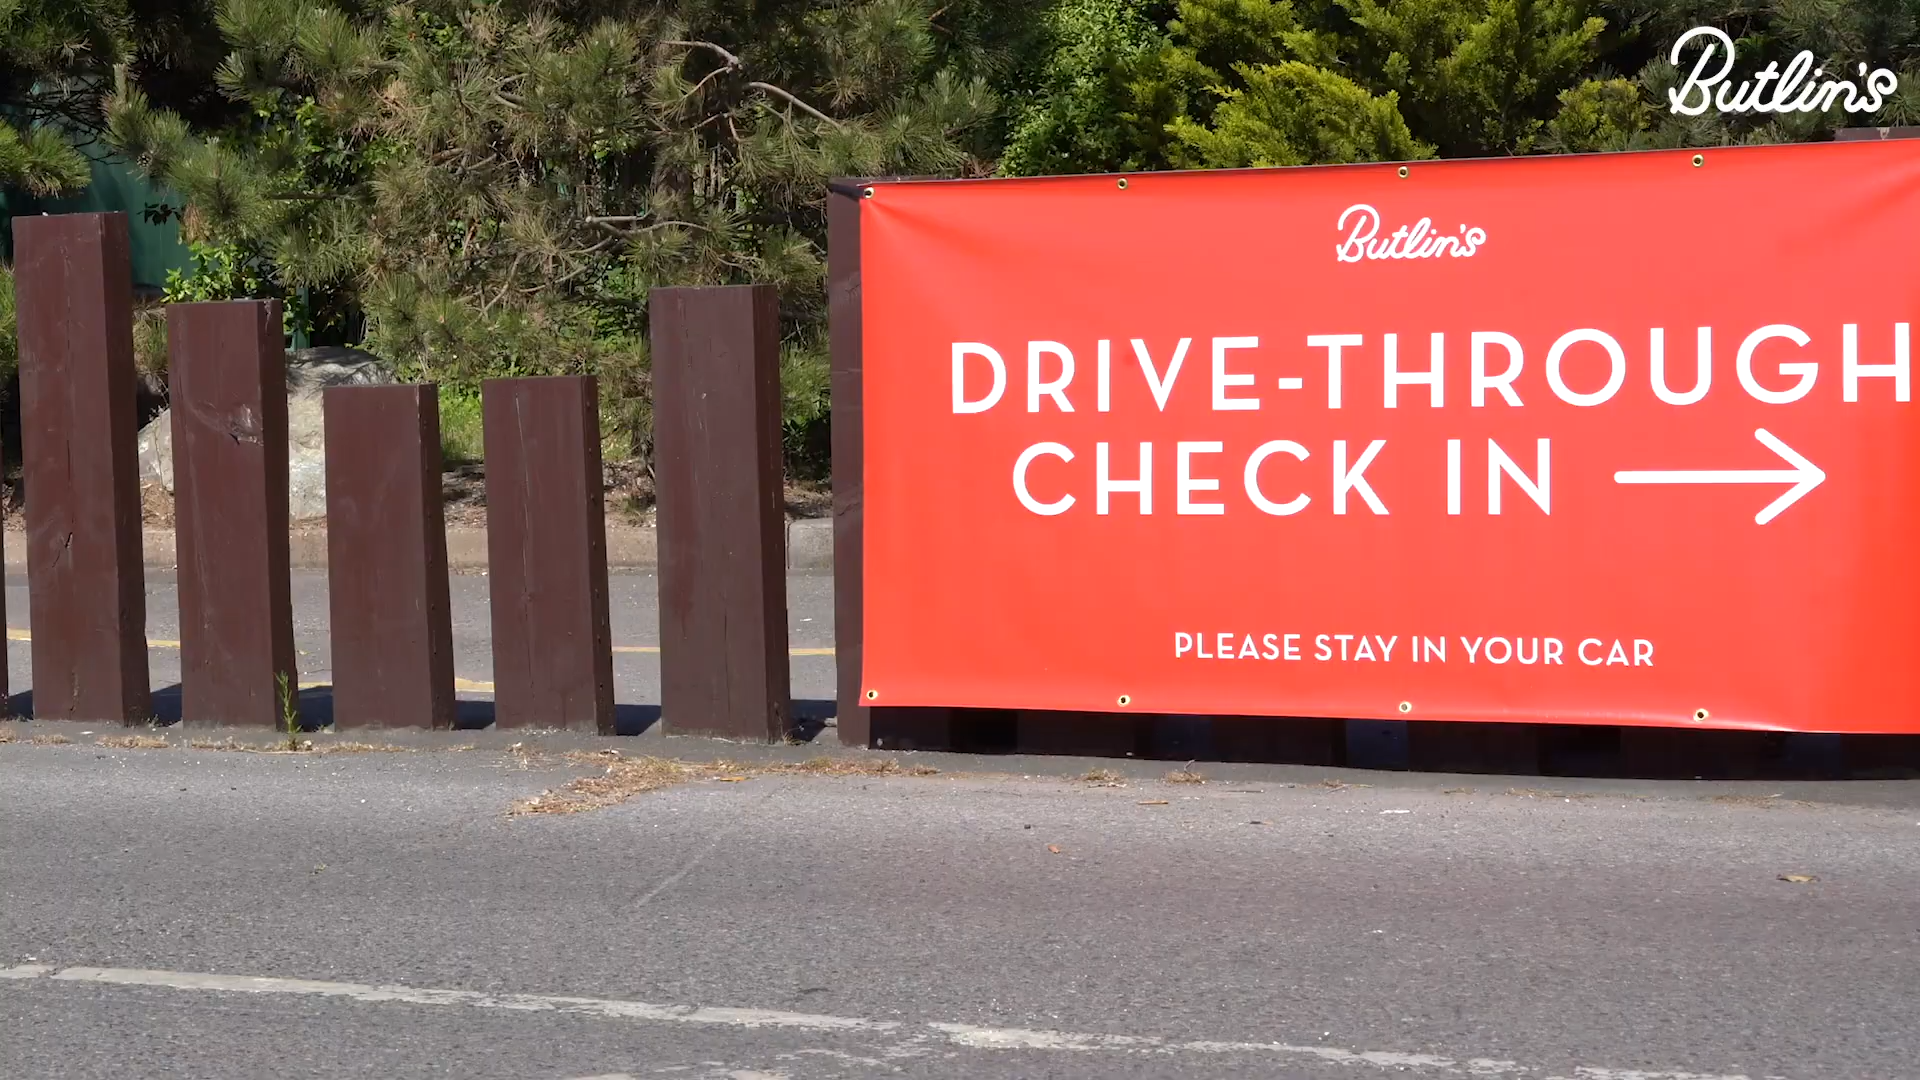 Butlin's
Butlin's
DRIVE-THROUGH
CHECK IN
PLEASE STAY IN YOUR CAR